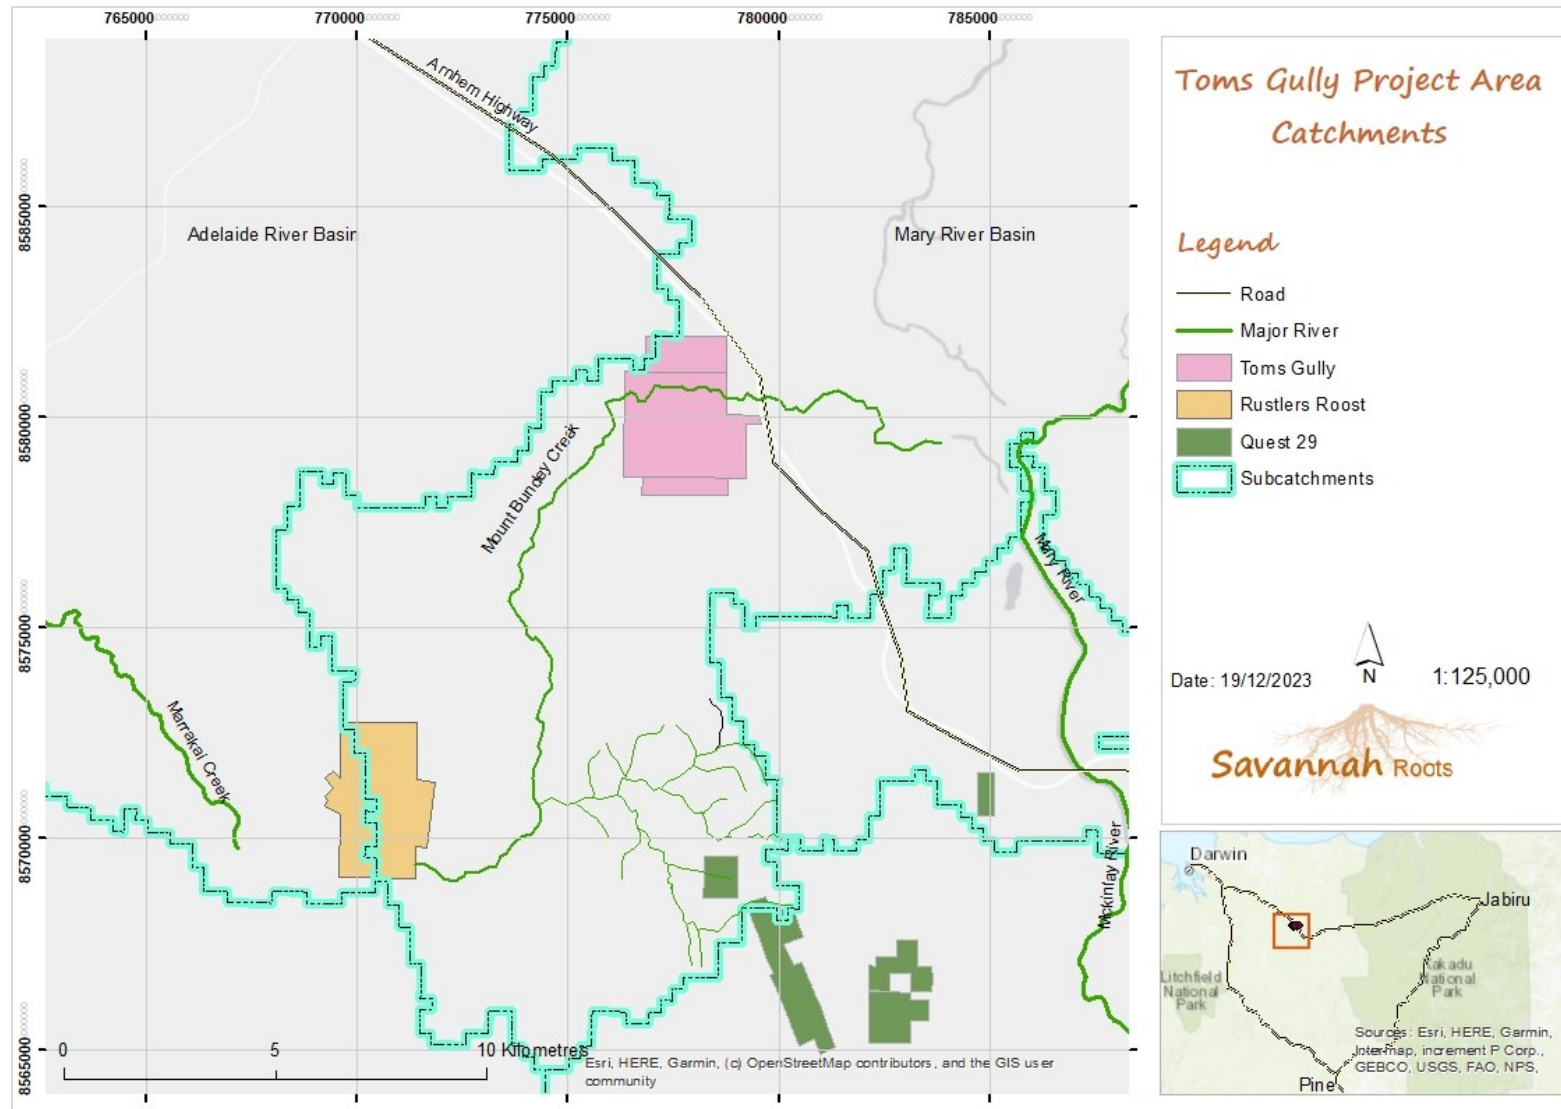 765000
770000
775000
780000
785000
8585000
8580000
8575000
8570000
8565000
Arnhem Highway
Adelaide River Basin
Mary River Basin
Mount Bundey Creek
Mary River
Marrakai Creek
Mckinlay River
0 5 10 Kilometres
Esri, HERE, Garmin, (c) OpenStreetMap contributors, and the GIS user
community
Toms Gully Project Area
Catchments
Legend
Road
Major River
Toms Gully
Rustlers Roost
Quest 29
Subcatchments
Date: 19/12/2023
N
1:125,000
Savannah Roots
Darwin
Jabiru
Litchfield
National
Park
Kakadu
National
Park
Pine
Sources: Esri, HERE, Garmin,
Intermap, increment P Corp.,
GEBCO, USGS, FAO, NPS,